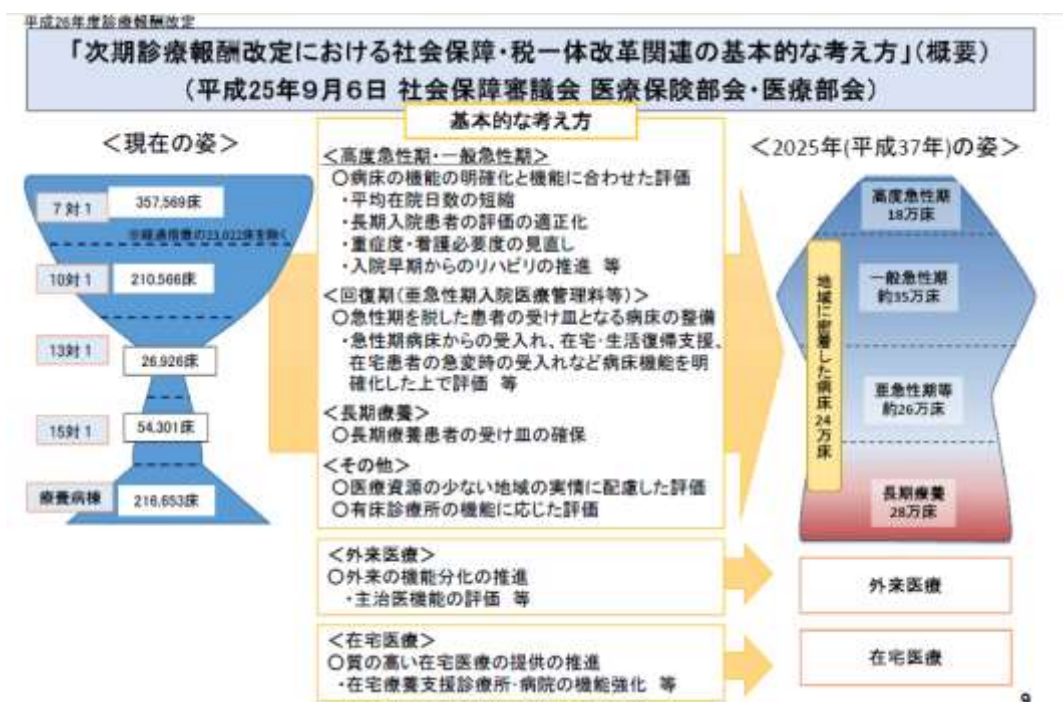 平成26年度診療報酬改定
「次期診療報酬改定における社会保障・税一体改革関連の基本的な考え方」(概要)
(平成25年9月6日 社会保障審議会 医療保険部会・医療部会)
<現在の姿>
7対1
357,569床
※経過措置の23,022床を除く
10対1
210,566床
13対1
26,926床
15対1
54,301床
療養病棟
216,653床
基本的な考え方
<高度急性期・一般急性期>
○病床の機能の明確化と機能に合わせた評価
・平均在院日数の短縮
・長期入院患者の評価の適正化
・重症度・看護必要度の見直し
・入院早期からのリハビリの推進 等
<回復期(亜急性期入院医療管理料等)>
○急性期を脱した患者の受け皿となる病床の整備
・急性期病床からの受入れ、在宅・生活復帰支援、
在宅患者の急変時の受入れなど病床機能を明
確化した上で評価 等
<長期療養>
○長期療養患者の受け皿の確保
<その他>
○医療資源の少ない地域の実情に配慮した評価
○有床診療所の機能に応じた評価
<外来医療>
○外来の機能分化の推進
・主治医機能の評価 等
<在宅医療>
○質の高い在宅医療の提供の推進
・在宅療養支援診療所・病院の機能強化 等
<2025年(平成37年)の姿>
高度急性期
18万床
一般急性期
約35万床
亜急性期等
約26万床
長期療養
28万床
地域に密着した病床24万床
外来医療
在宅医療
9